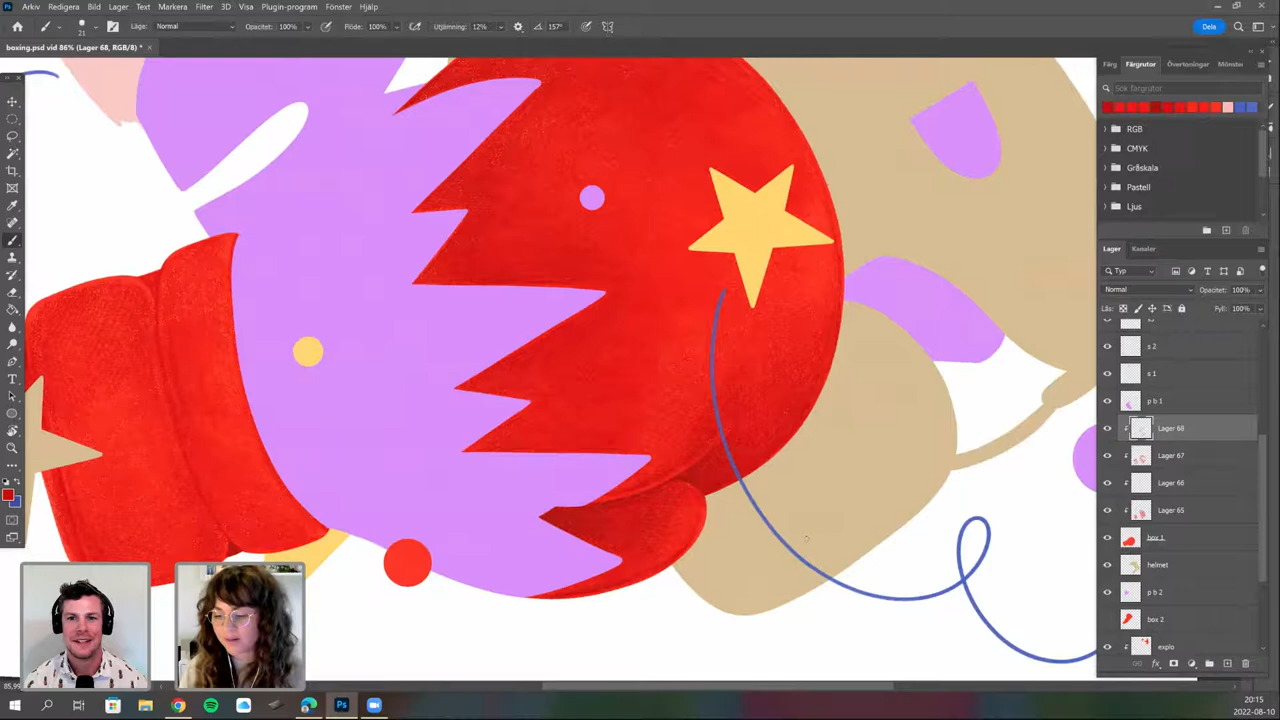 Arkiv Redigera Bild Lager Text Markera Filter 3D Visa Plugin-program Fönster Hjälp
21 Läge: Normal Opacitet: 100% Flöde: 100% Utjämning: 12% 157° Dela
boxing.psd vid 86% (Lager 68, RGB/8) *
Färg Färgrutor Övertoningar Mönster
Sök färgrutor
RGB
CMYK
Gråskala
Pastell
Ljus
Lager Kanaler
Typ
Normal Opacitet: 100%
Lås: Fyll: 100%
s 2
s 1
p b 1
Lager 68
Lager 67
Lager 66
Lager 65
box 1
helmet
p b 2
box 2
explo
20:15
2022-08-10